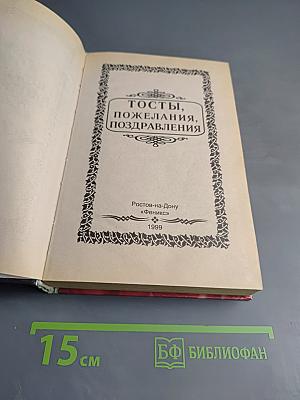 ТОСТЫ,
ПОЖЕЛАНИЯ,
ПОЗДРАВЛЕНИЯ
Ростов-на-Дону
«Феникс»
1999
15 см
БФ БИБЛИОФАН